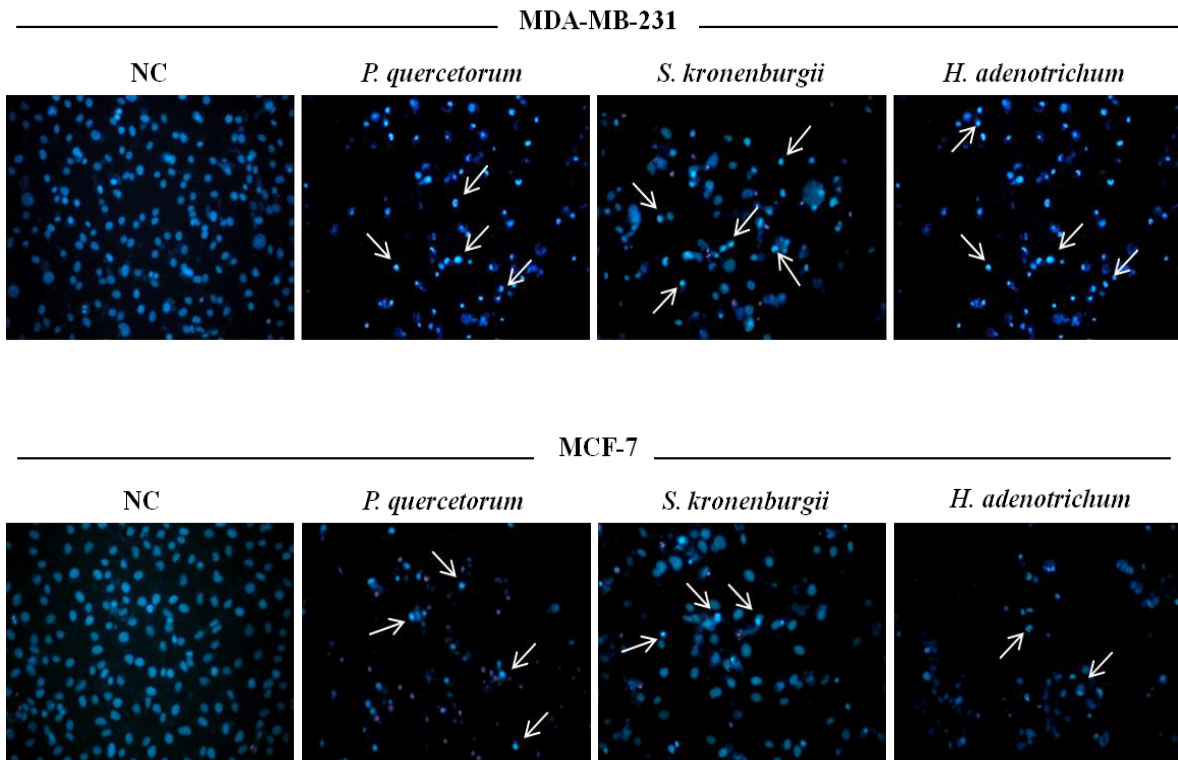 MDA-MB-231
NC P. quercetorum S. kronenburgii H. adenotrichum
MCF-7
NC P. quercetorum S. kronenburgii H. adenotrichum